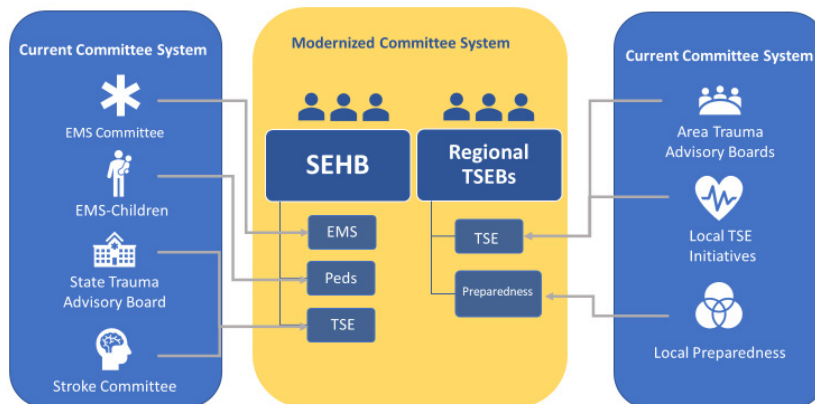 Current Committee System
EMS Committee
EMS-Children
State Trauma
Advisory Board
Stroke Committee
Modernized Committee System
SEHB
EMS
Peds
TSE
Regional
TSEBs
TSE
Preparedness
Current Committee System
Area Trauma
Advisory Boards
Local TSE
Initiatives
Local Preparedness